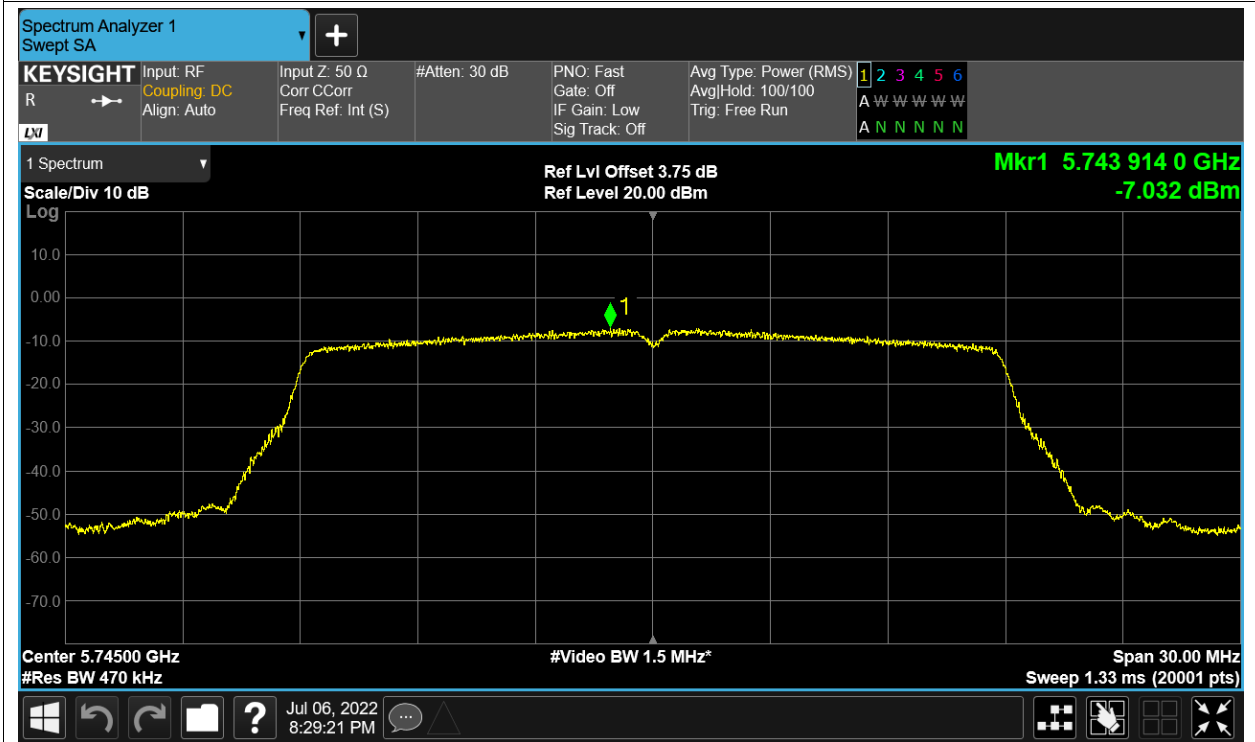 Spectrum Analyzer 1
Swept SA
KEYSIGHT
R
LXI
Input: RF
Coupling: DC
Align: Auto
Input Z: 50 Ω
Corr CCorr
Freq Ref: Int (S)
#Atten: 30 dB
PNO: Fast
Gate: Off
IF Gain: Low
Sig Track: Off
Avg Type: Power (RMS)
Avg|Hold: 100/100
Trig: Free Run
1 2 3 4 5 6
A W W W W W
A N N N N N
1 Spectrum
Scale/Div 10 dB
Log
Ref Lvl Offset 3.75 dB
Ref Level 20.00 dBm
Mkr1 5.743 914 0 GHz
-7.032 dBm
10.0
0.00
-10.0
-20.0
-30.0
-40.0
-50.0
-60.0
-70.0
1
Center 5.74500 GHz
#Res BW 470 kHz
#Video BW 1.5 MHz*
Span 30.00 MHz
Sweep 1.33 ms (20001 pts)
?
Jul 06, 2022
8:29:21 PM